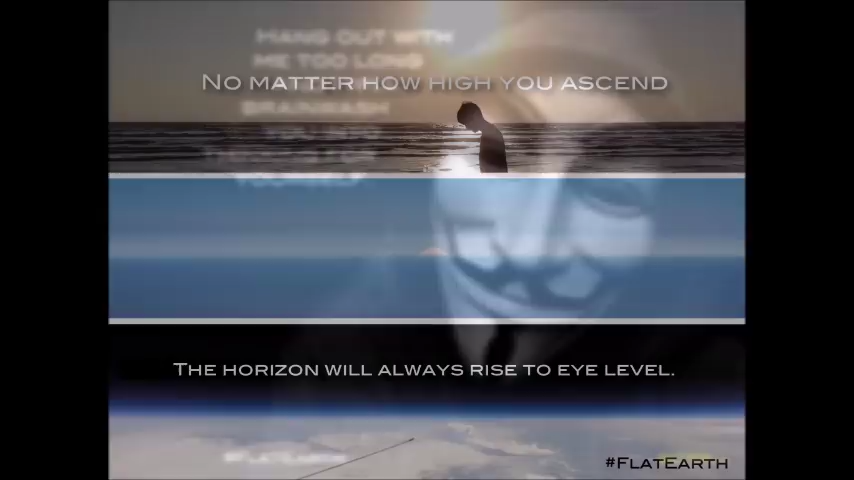 HANG OUT WITH
ME TOO LONG
NO MATTER HOW HIGH YOU ASCEND
BRAINWASH
THE HORIZON WILL ALWAYS RISE TO EYE LEVEL.
#FLATEARTH
#FLATEARTH